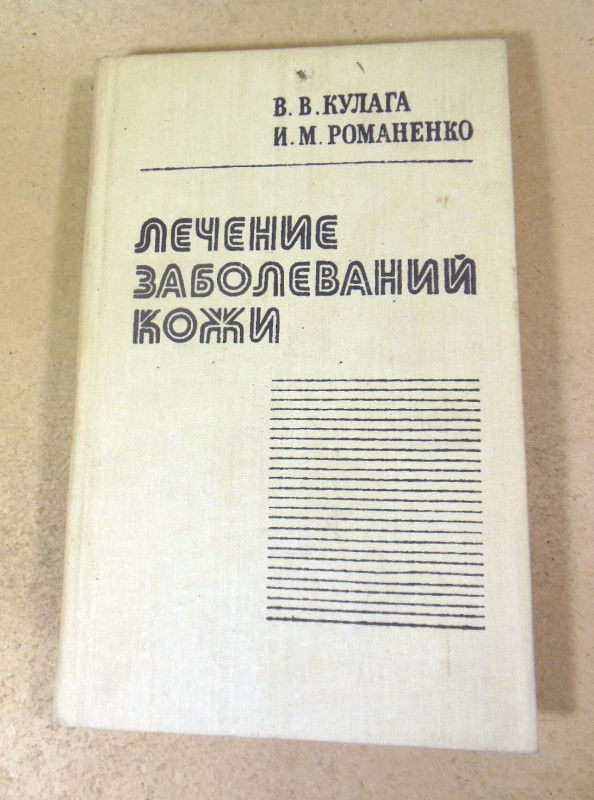 В. В. КУЛАГА
И. М. РОМАНЕНКО
ЛЕЧЕНИЕ
ЗАБОЛЕВАНИЙ
КОЖИ